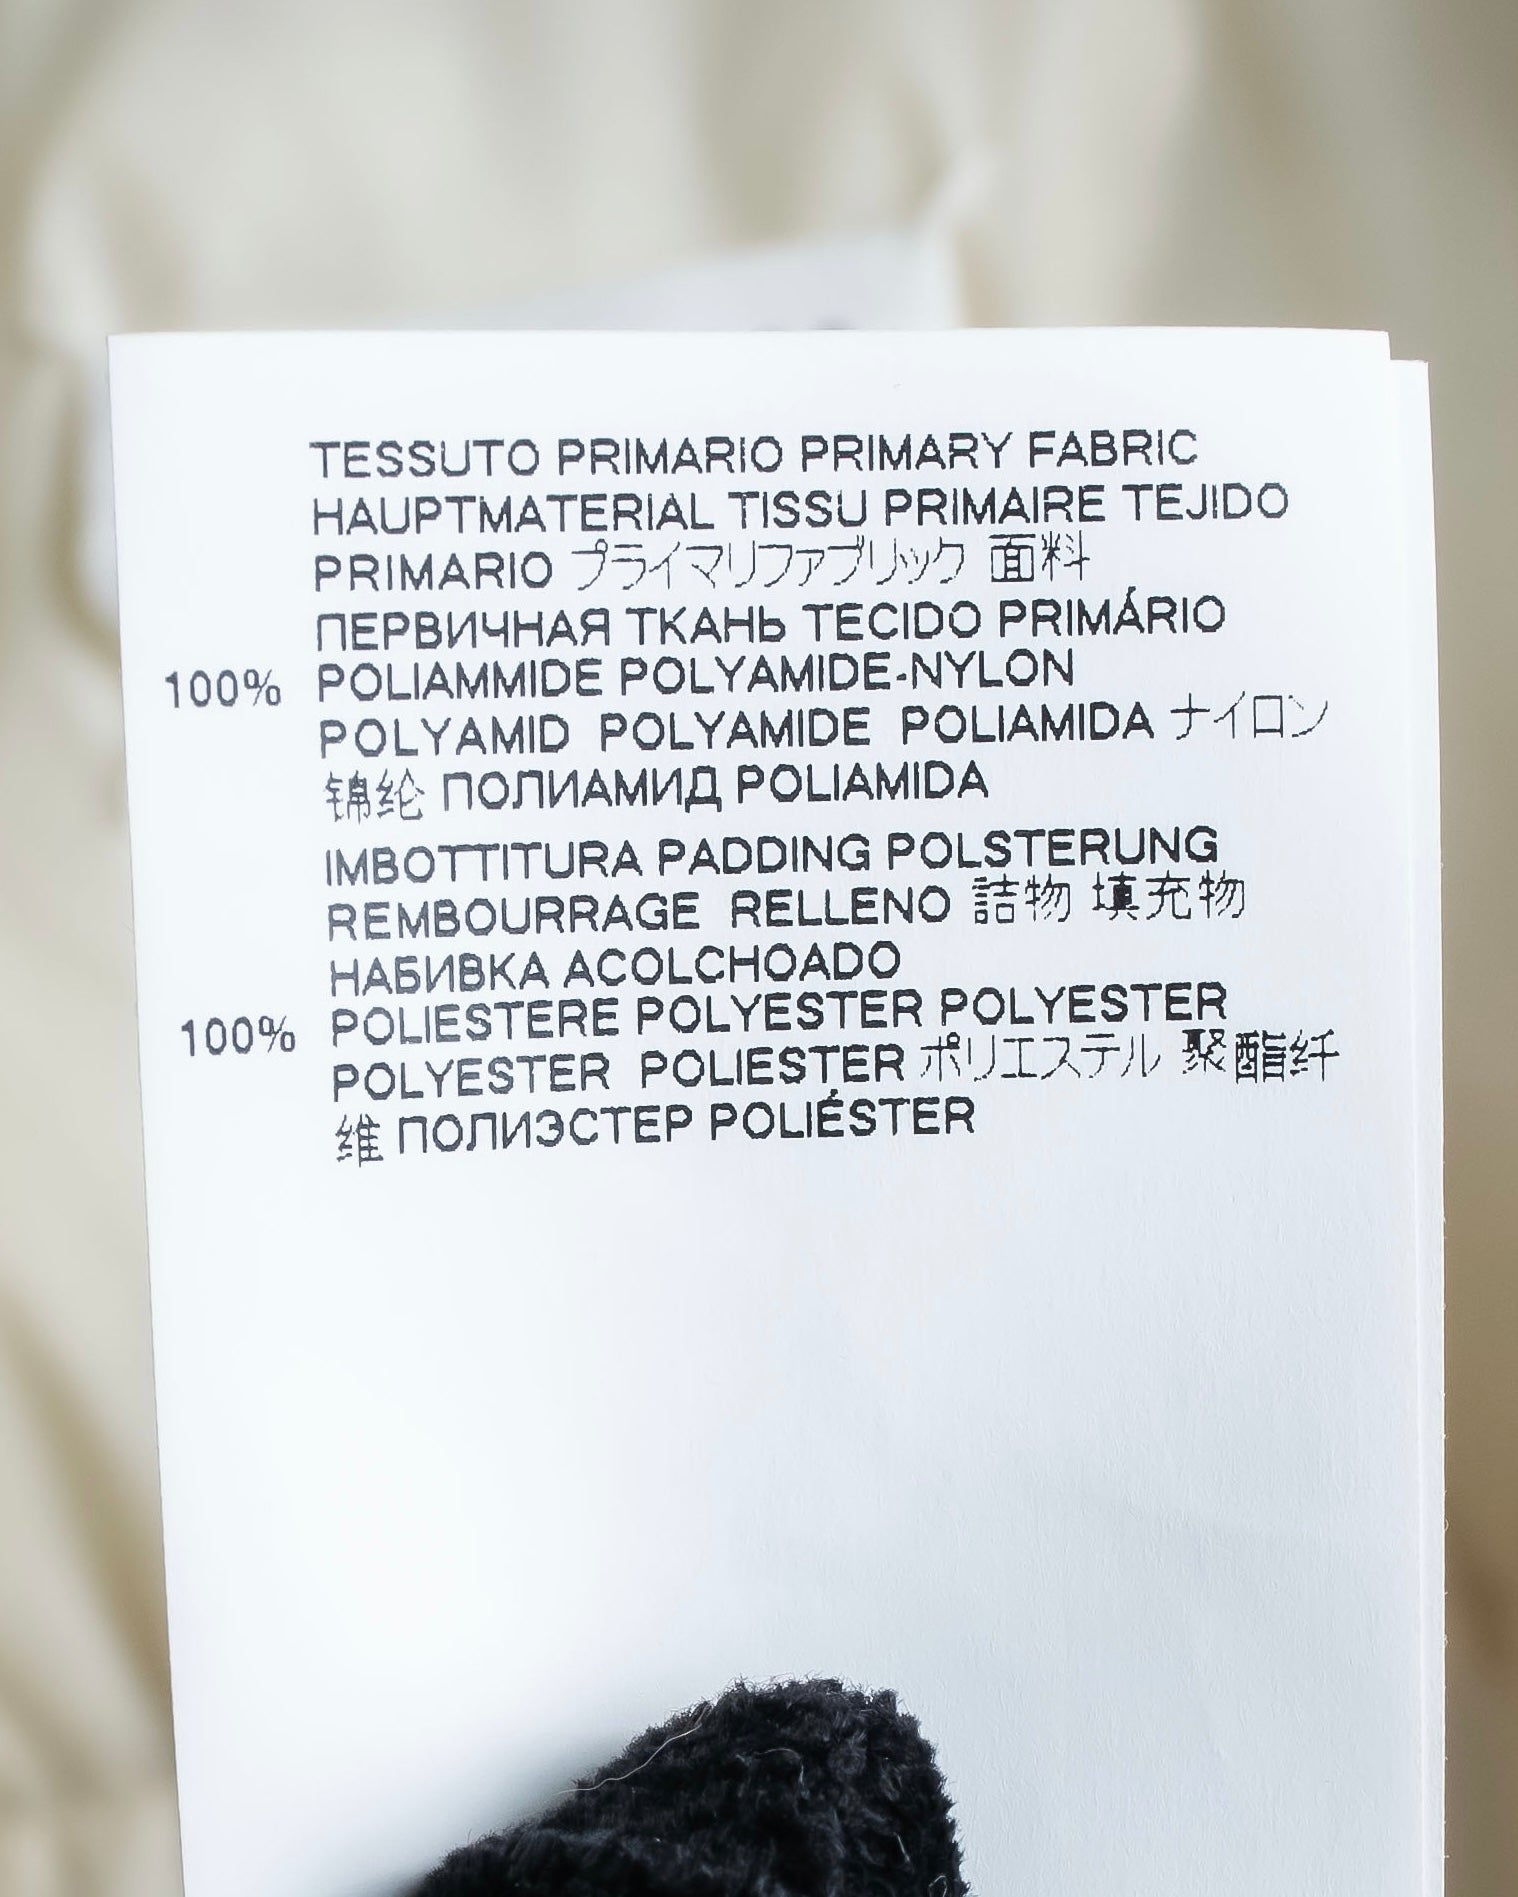 TESSUTO PRIMARIO PRIMARY FABRIC
HAUPTMATERIAL TISSU PRIMAIRE TEJIDO
PRIMARIO プライマリファブリック 面料
ПЕРВИЧНАЯ ТКАНЬ TECIDO PRIMÁRIO
100% POLIAMMIDE POLYAMIDE-NYLON
POLYAMID POLYAMIDE POLIAMIDA ナイロン
锦纶 ПОЛИАМИД POLIAMIDA
IMBOTTITURA PADDING POLSTERUNG
REMBOURRAGE RELLENO 詰物 填充物
НАБИВКА ACOLCHOADO
100% POLIESTERE POLYESTER POLYESTER
POLYESTER POLIESTER ポリエステル 聚酯纤
维 ПОЛИЭСТЕР POLIÉSTER